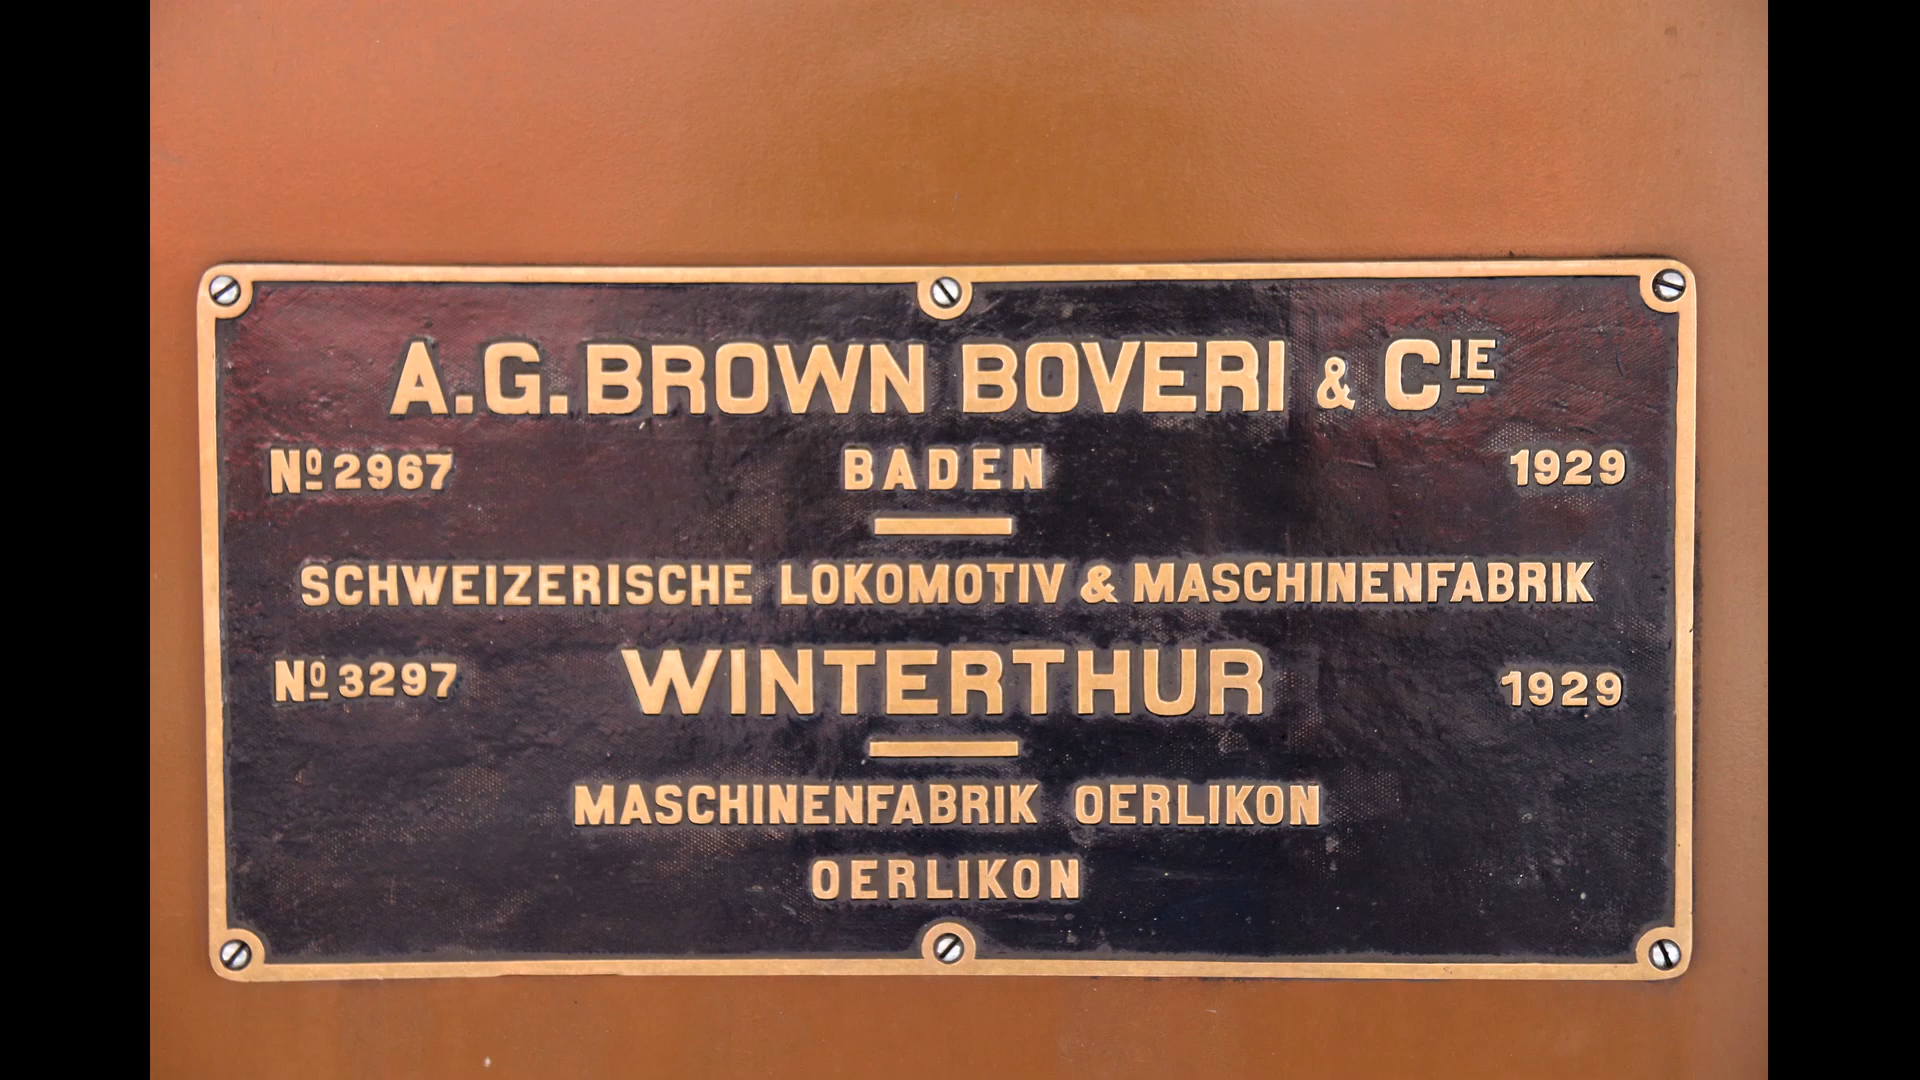 A.G. BROWN BOVERI & CIE
Nº 2967 BADEN 1929
SCHWEIZERISCHE LOKOMOTIV & MASCHINENFABRIK
Nº 3297 WINTERTHUR 1929
MASCHINENFABRIK OERLIKON
OERLIKON